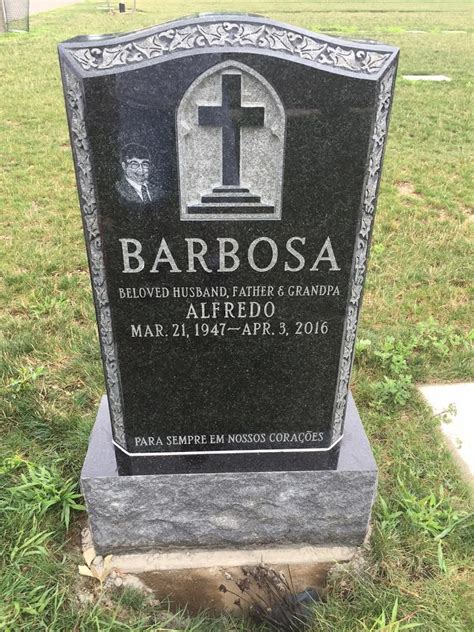 BARBOSA
BELOVED HUSBAND, FATHER & GRANDPA
ALFREDO
MAR. 21, 1947—APR. 3, 2016
PARA SEMPRE EM NOSSOS CORAÇÕES